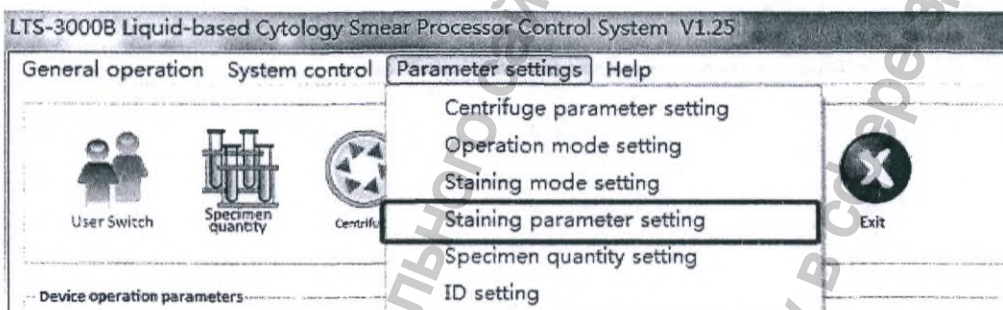 LTS-3000B Liquid-based Cytology Smear Processor Control System V1.25
General operation System control Parameter settings Help
Centrifuge parameter setting
Operation mode setting
Staining mode setting
Staining parameter setting
Specimen quantity setting
ID setting
User Switch
Specimen quantity
Exit
Device operation parameters